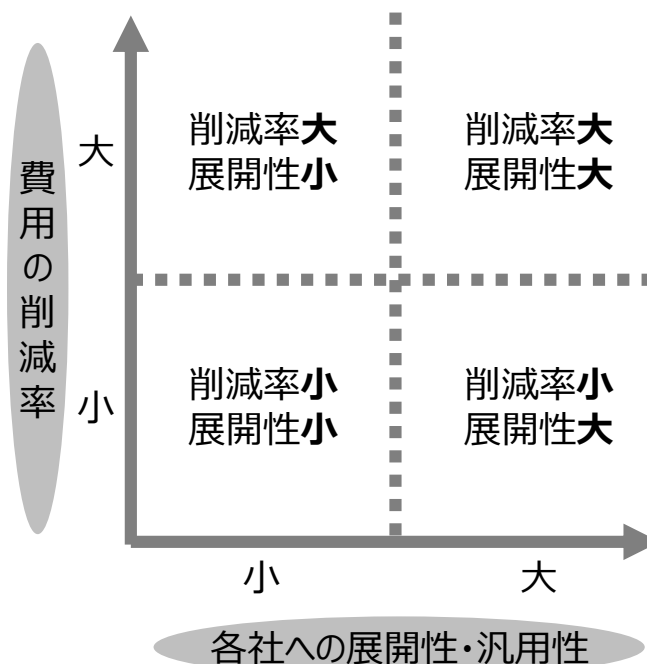 費用の削減率
大
削減率大
展開性小
削減率大
展開性大
小
削減率小
展開性小
削減率小
展開性大
小
大
各社への展開性・汎用性